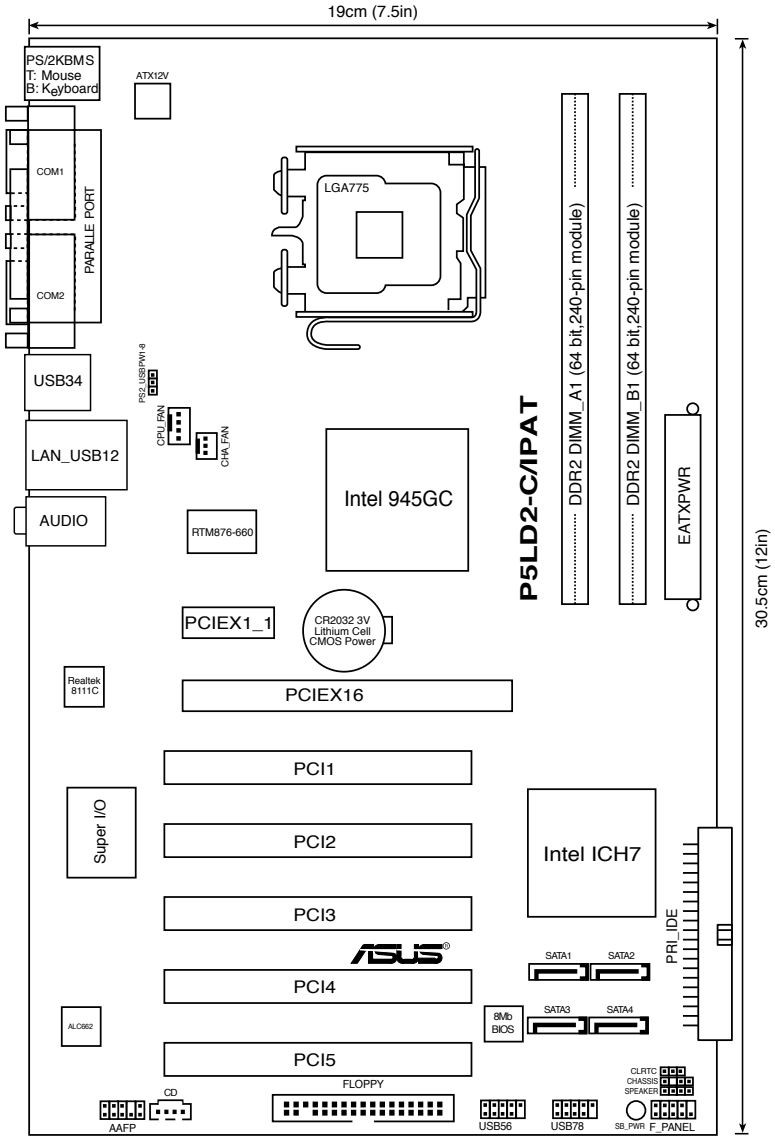 19cm (7.5in)
PS/2KBMS
T: Mouse
B: Keyboard
ATX12V
COM1
PARALLE PORT
COM2
LGA775
DDR2 DIMM_A1 (64 bit,240-pin module)
DDR2 DIMM_B1 (64 bit,240-pin module)
30.5cm (12in)
USB34
PS2_USBPW1-8
CPU_FAN
CHA_FAN
LAN_USB12
AUDIO
RTM876-660
Intel 945GC
P5LD2-C/IPAT
EATXPWR
PCIEX1_1
CR2032 3V
Lithium Cell
CMOS Power
Realtek
8111C
PCIEX16
PCI1
Super I/O
PCI2
Intel ICH7
PCI3
PRI_IDE
ASUS®
SATA1
SATA2
PCI4
8Mb
BIOS
SATA3
SATA4
ALC662
PCI5
CLRTC
CHASSIS
SPEAKER
FLOPPY
CD
AAFP
USB56
USB78
SB_PWR
F_PANEL